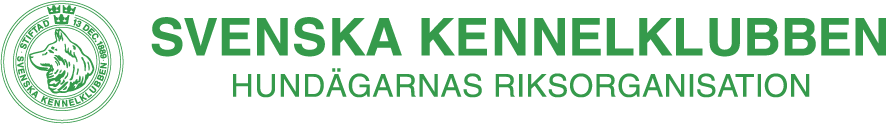 STIFTAD 13 DEC. 1889
SVENSKA KENNELKLUBBEN
SVENSKA KENNELKLUBBEN
HUNDÄGARNAS RIKSORGANISATION